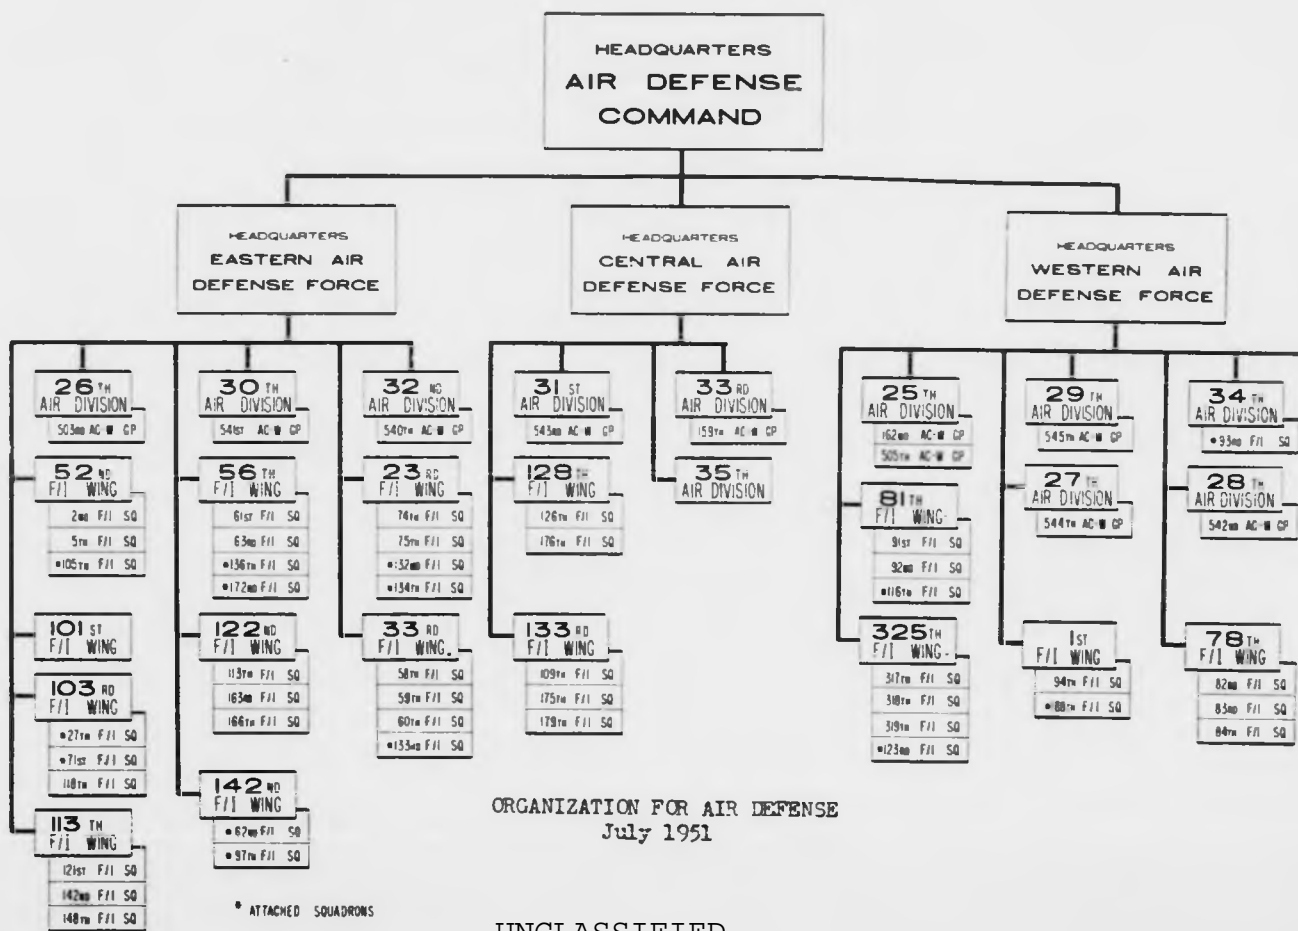 HEADQUARTERS
AIR DEFENSE
COMMAND
HEADQUARTERS
EASTERN AIR
DEFENSE FORCE
HEADQUARTERS
CENTRAL AIR
DEFENSE FORCE
HEADQUARTERS
WESTERN AIR
DEFENSE FORCE
26TH
AIR DIVISION
503RD AC-W GP
52ND
F/I WING
2ND F/I SQ
5TH F/I SQ
*105TH F/I SQ
101ST
F/I WING
103RD
F/I WING
*27TH F/I SQ
*71ST F/I SQ
118TH F/I SQ
113TH
F/I WING
121ST F/I SQ
142ND F/I SQ
148TH F/I SQ
30TH
AIR DIVISION
541ST AC-W GP
56TH
F/I WING
61ST F/I SQ
63RD F/I SQ
*136TH F/I SQ
*172ND F/I SQ
122ND
F/I WING
113TH F/I SQ
163RD F/I SQ
166TH F/I SQ
142ND
F/I WING
*62ND F/I SQ
*97TH F/I SQ
32ND
AIR DIVISION
540TH AC-W GP
23RD
F/I WING
74TH F/I SQ
75TH F/I SQ
*132ND F/I SQ
*134TH F/I SQ
33RD
F/I WING
58TH F/I SQ
59TH F/I SQ
60TH F/I SQ
*133RD F/I SQ
31ST
AIR DIVISION
543RD AC-W GP
128TH
F/I WING
126TH F/I SQ
176TH F/I SQ
133RD
F/I WING
109TH F/I SQ
175TH F/I SQ
179TH F/I SQ
33RD
AIR DIVISION
159TH AC-W GP
35TH
AIR DIVISION
25TH
AIR DIVISION
162ND AC-W GP
505TH AC-W GP
81TH
F/I WING
91ST F/I SQ
92ND F/I SQ
*116TH F/I SQ
325TH
F/I WING
317TH F/I SQ
318TH F/I SQ
319TH F/I SQ
*123RD F/I SQ
29TH
AIR DIVISION
545TH AC-W GP
27TH
AIR DIVISION
544TH AC-W GP
1ST
F/I WING
94TH F/I SQ
*188TH F/I SQ
34TH
AIR DIVISION
*93RD F/I SQ
28TH
AIR DIVISION
542ND AC-W GP
78TH
F/I WING
82ND F/I SQ
83RD F/I SQ
84TH F/I SQ
ORGANIZATION FOR AIR DEFENSE
July 1951
* ATTACHED SQUADRONS
UNCLASSIFIED